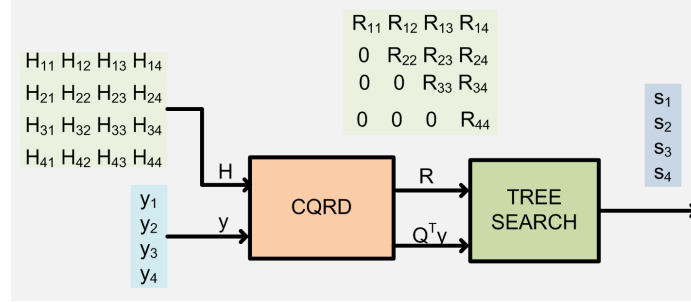 R11 R12 R13 R14
0 R22 R23 R24
0 0 R33 R34
0 0 0 R44
H11 H12 H13 H14
H21 H22 H23 H24
H31 H32 H33 H34
H41 H42 H43 H44
y1
y2
y3
y4
H
y
CQRD
R
QTy
TREE
SEARCH
s1
s2
s3
s4